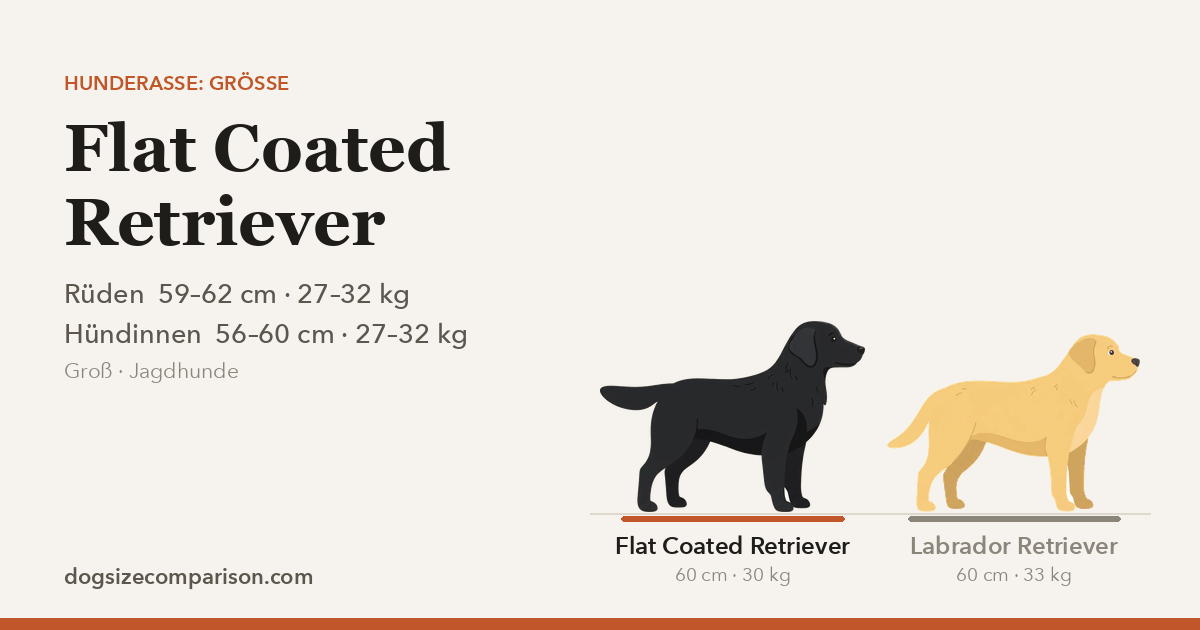 HUNDERASSE: GRÖSSE
Flat Coated
Retriever
Rüden 59–62 cm · 27–32 kg
Hündinnen 56–60 cm · 27–32 kg
Groß · Jagdhunde
Flat Coated Retriever
60 cm · 30 kg
Labrador Retriever
60 cm · 33 kg
dogsizecomparison.com